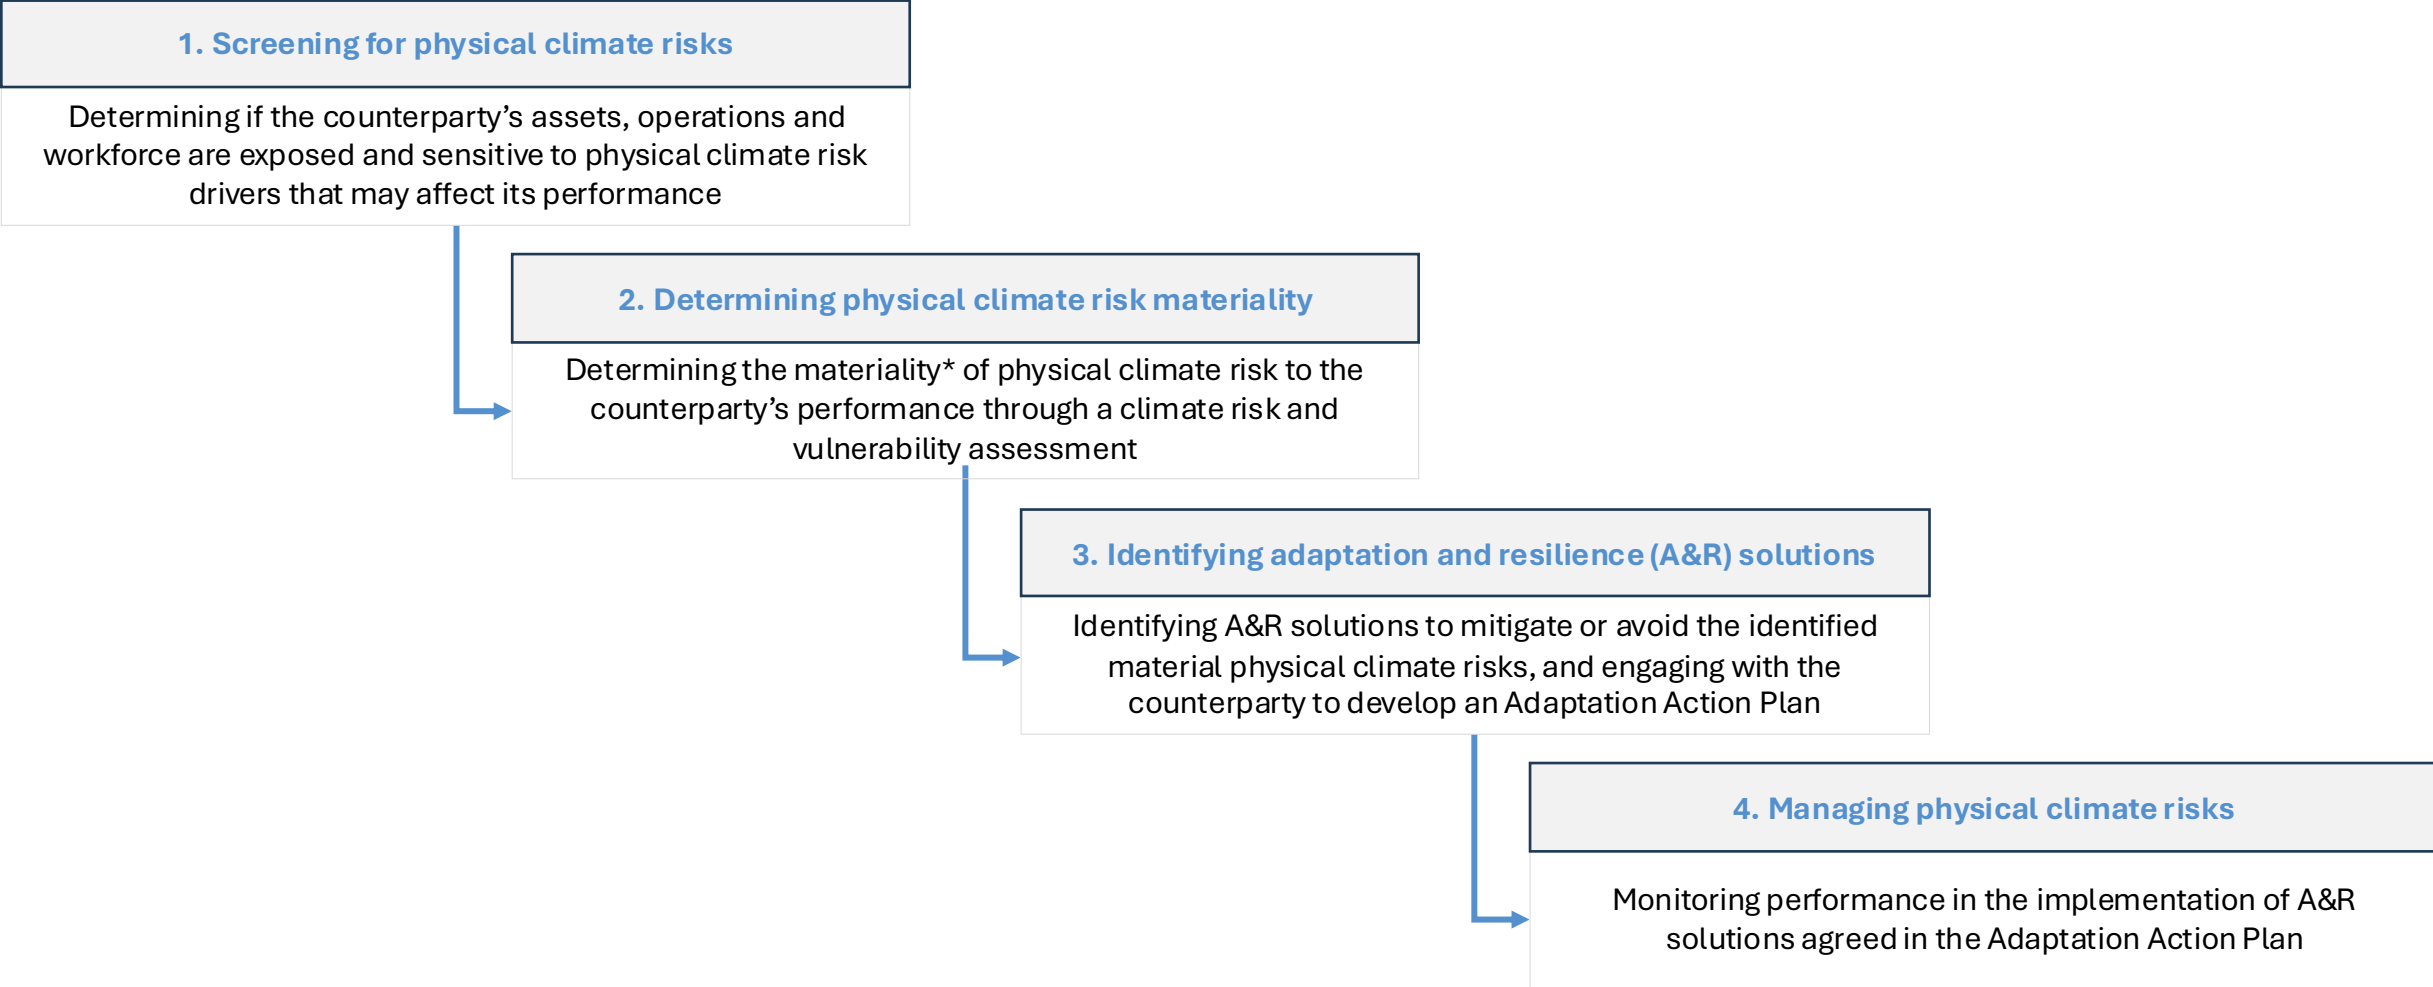 1. Screening for physical climate risks
Determining if the counterparty’s assets, operations and
workforce are exposed and sensitive to physical climate risk
drivers that may affect its performance
2. Determining physical climate risk materiality
Determining the materiality* of physical climate risk to the
counterparty’s performance through a climate risk and
vulnerability assessment
3. Identifying adaptation and resilience (A&R) solutions
Identifying A&R solutions to mitigate or avoid the identified
material physical climate risks, and engaging with the
counterparty to develop an Adaptation Action Plan
4. Managing physical climate risks
Monitoring performance in the implementation of A&R
solutions agreed in the Adaptation Action Plan